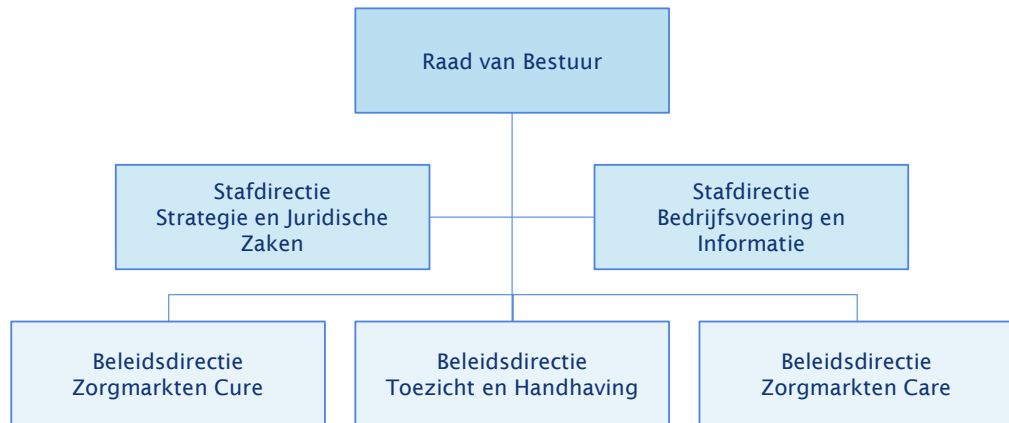 Raad van Bestuur
Stafdirectie
Strategie en Juridische
Zaken
Stafdirectie
Bedrijfsvoering en
Informatie
Beleidsdirectie
Zorgmarkten Cure
Beleidsdirectie
Toezicht en Handhaving
Beleidsdirectie
Zorgmarkten Care